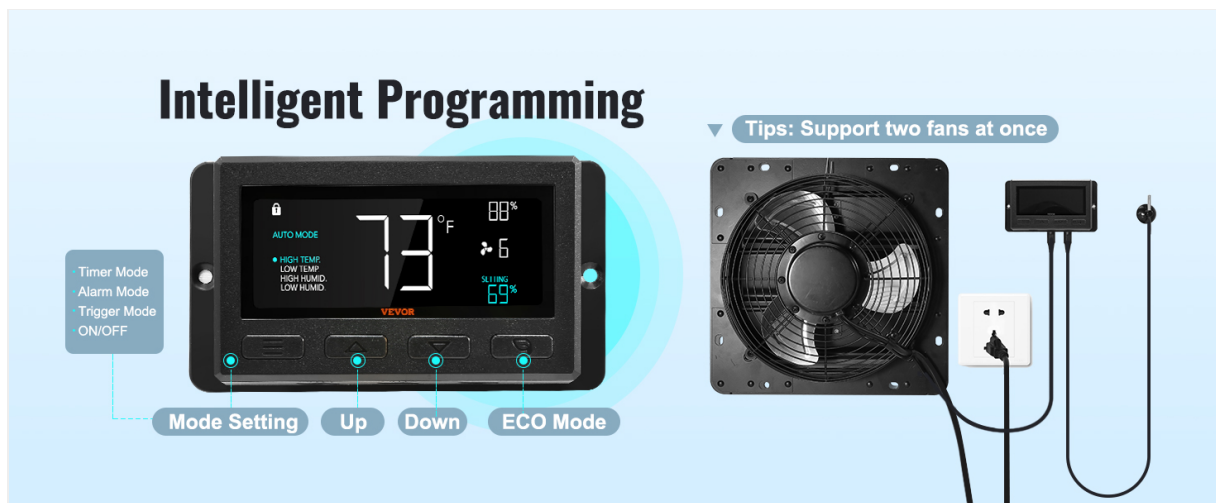 Intelligent Programming
Tips: Support two fans at once
AUTO MODE
HIGH TEMP.
LOW TEMP.
HIGH HUMID.
LOW HUMID.
73°F
88%
6
SETTING
69%
VEVOR
· Timer Mode
· Alarm Mode
· Trigger Mode
· ON/OFF
Mode Setting
Up
Down
ECO Mode